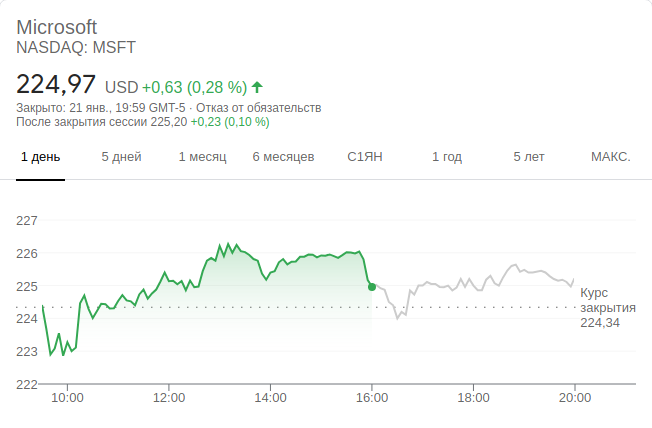 Microsoft
NASDAQ: MSFT
224,97 USD +0,63 (0,28 %)
Закрыто: 21 янв., 19:59 GMT-5 · Отказ от обязательств
После закрытия сессии 225,20 +0,23 (0,10 %)
1 день 5 дней 1 месяц 6 месяцев С1ЯН 1 год 5 лет МАКС.
227
226
225
Курс
закрытия
224,34
224
223
222
10:00 12:00 14:00 16:00 18:00 20:00